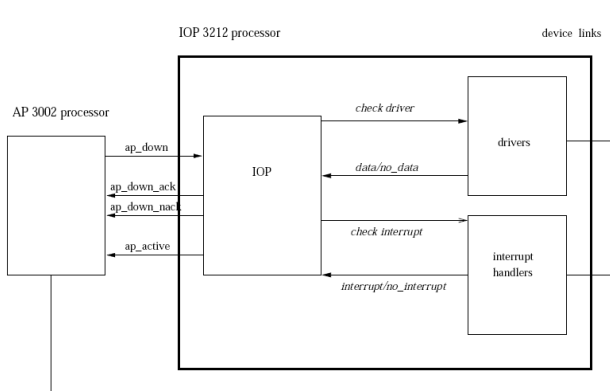 IOP 3212 processor
device links
AP 3002 processor
check driver
ap_down
drivers
data/no_data
IOP
ap_down_ack
ap_down_nack
check interrupt
ap_active
interrupt
handlers
interrupt/no_interrupt